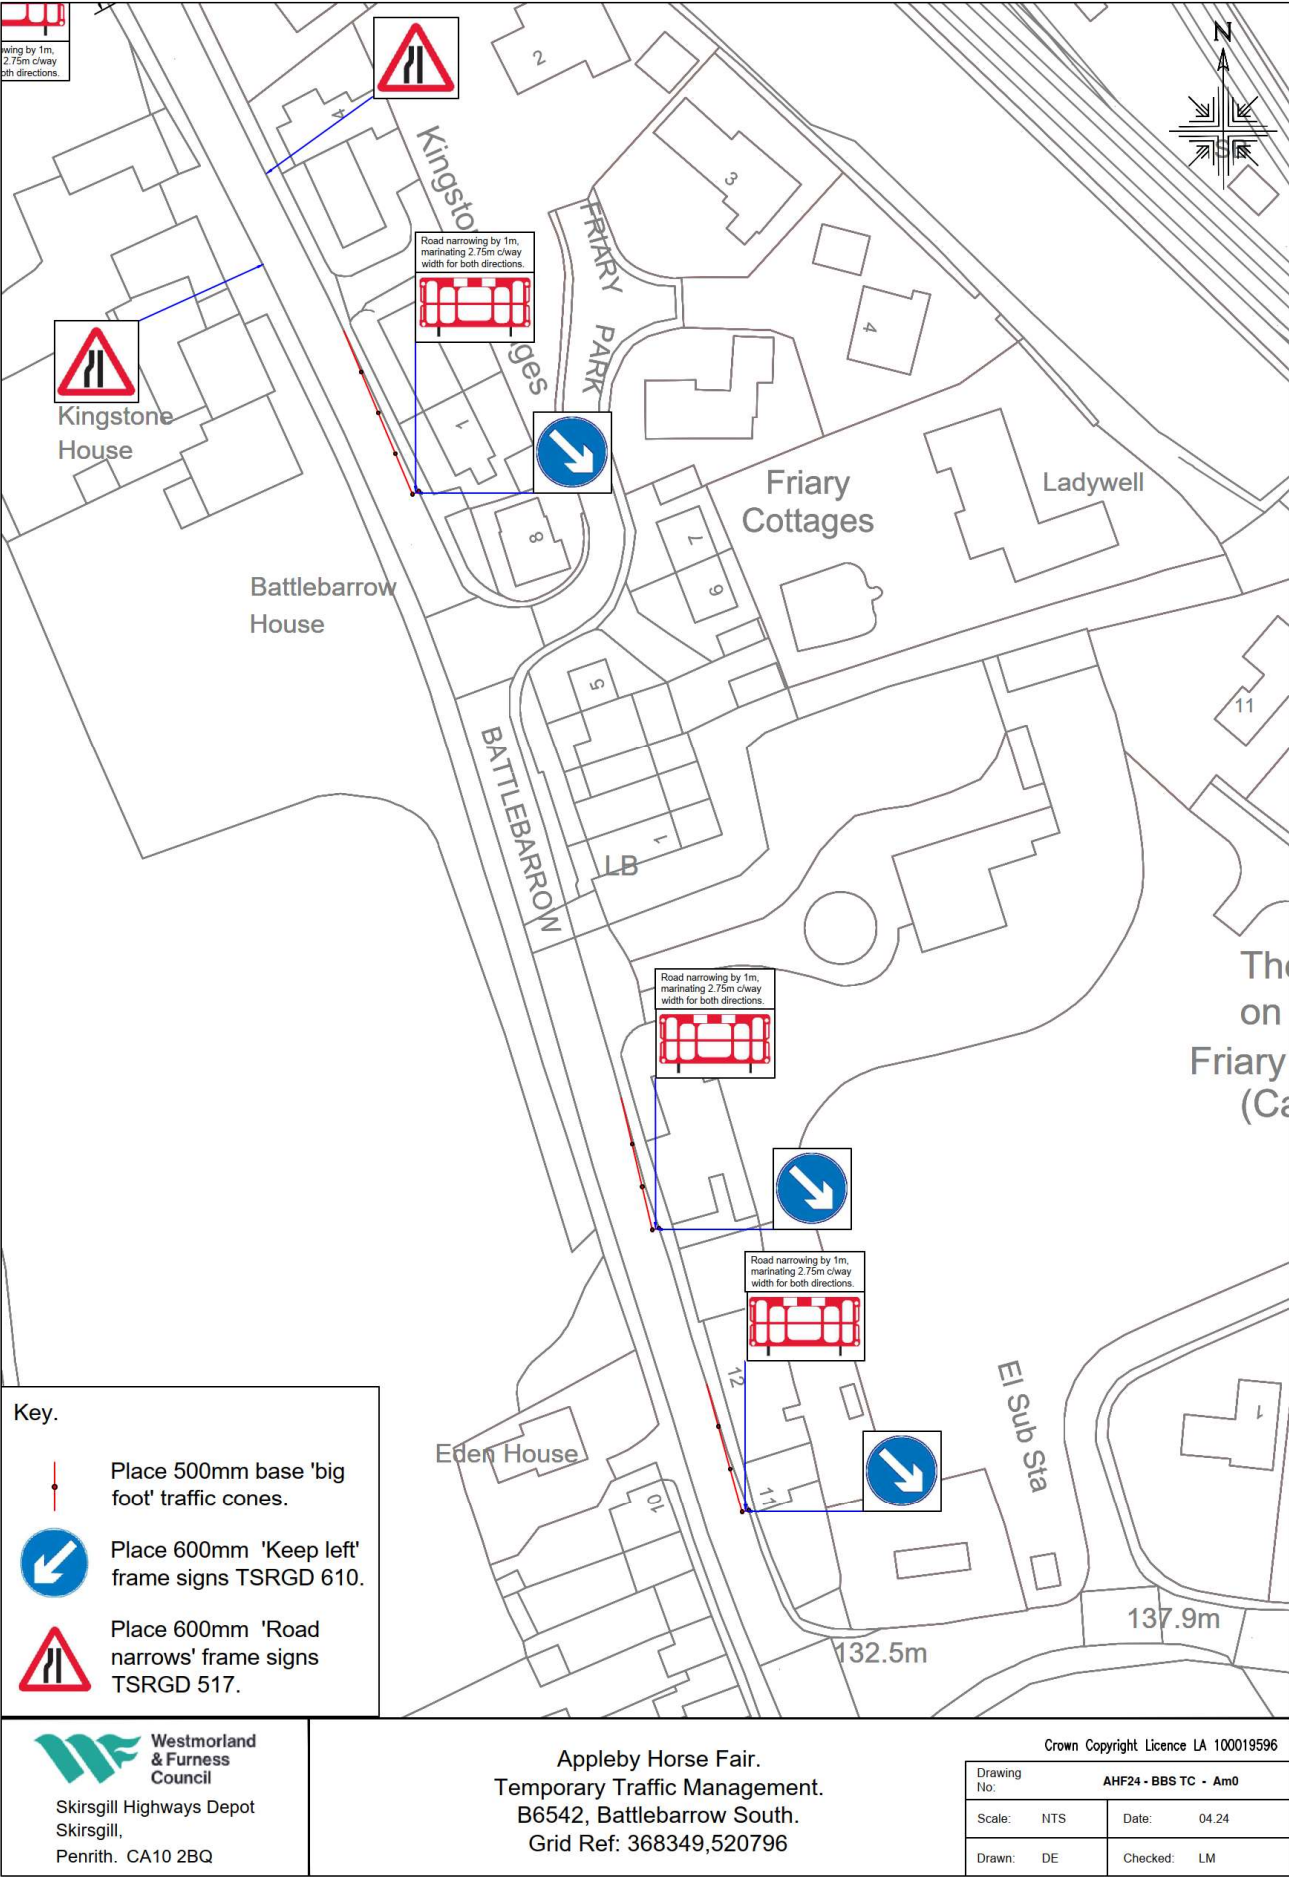 owing by 1m,
2.75m c/way
oth directions.
N
2
4
3
SP
FRIARY
PARK
Road narrowing by 1m,
marinating 2.75m c/way
width for both directions.
4
Kingstone
House
1
Friary
Cottages
Ladywell
8
7
6
Battlebarrow
House
5
11
BATTLEBARROW
1
LB
The
on
Friary
(Ca
Road narrowing by 1m,
marinating 2.75m c/way
width for both directions.
Road narrowing by 1m,
marinating 2.75m c/way
width for both directions.
12
El Sub Sta
1
Eden House
10
11
137.9m
132.5m
Key.
Place 500mm base 'big
foot' traffic cones.
Place 600mm 'Keep left'
frame signs TSRGD 610.
Place 600mm 'Road
narrows' frame signs
TSRGD 517.
Westmorland
& Furness
Council
Skirsgill Highways Depot
Skirsgill,
Penrith. CA10 2BQ
Appleby Horse Fair.
Temporary Traffic Management.
B6542, Battlebarrow South.
Grid Ref: 368349,520796
Crown Copyright Licence LA 100019596
Drawing
No: AHF24 - BBS TC - Am0
Scale: NTS Date: 04.24
Drawn: DE Checked: LM